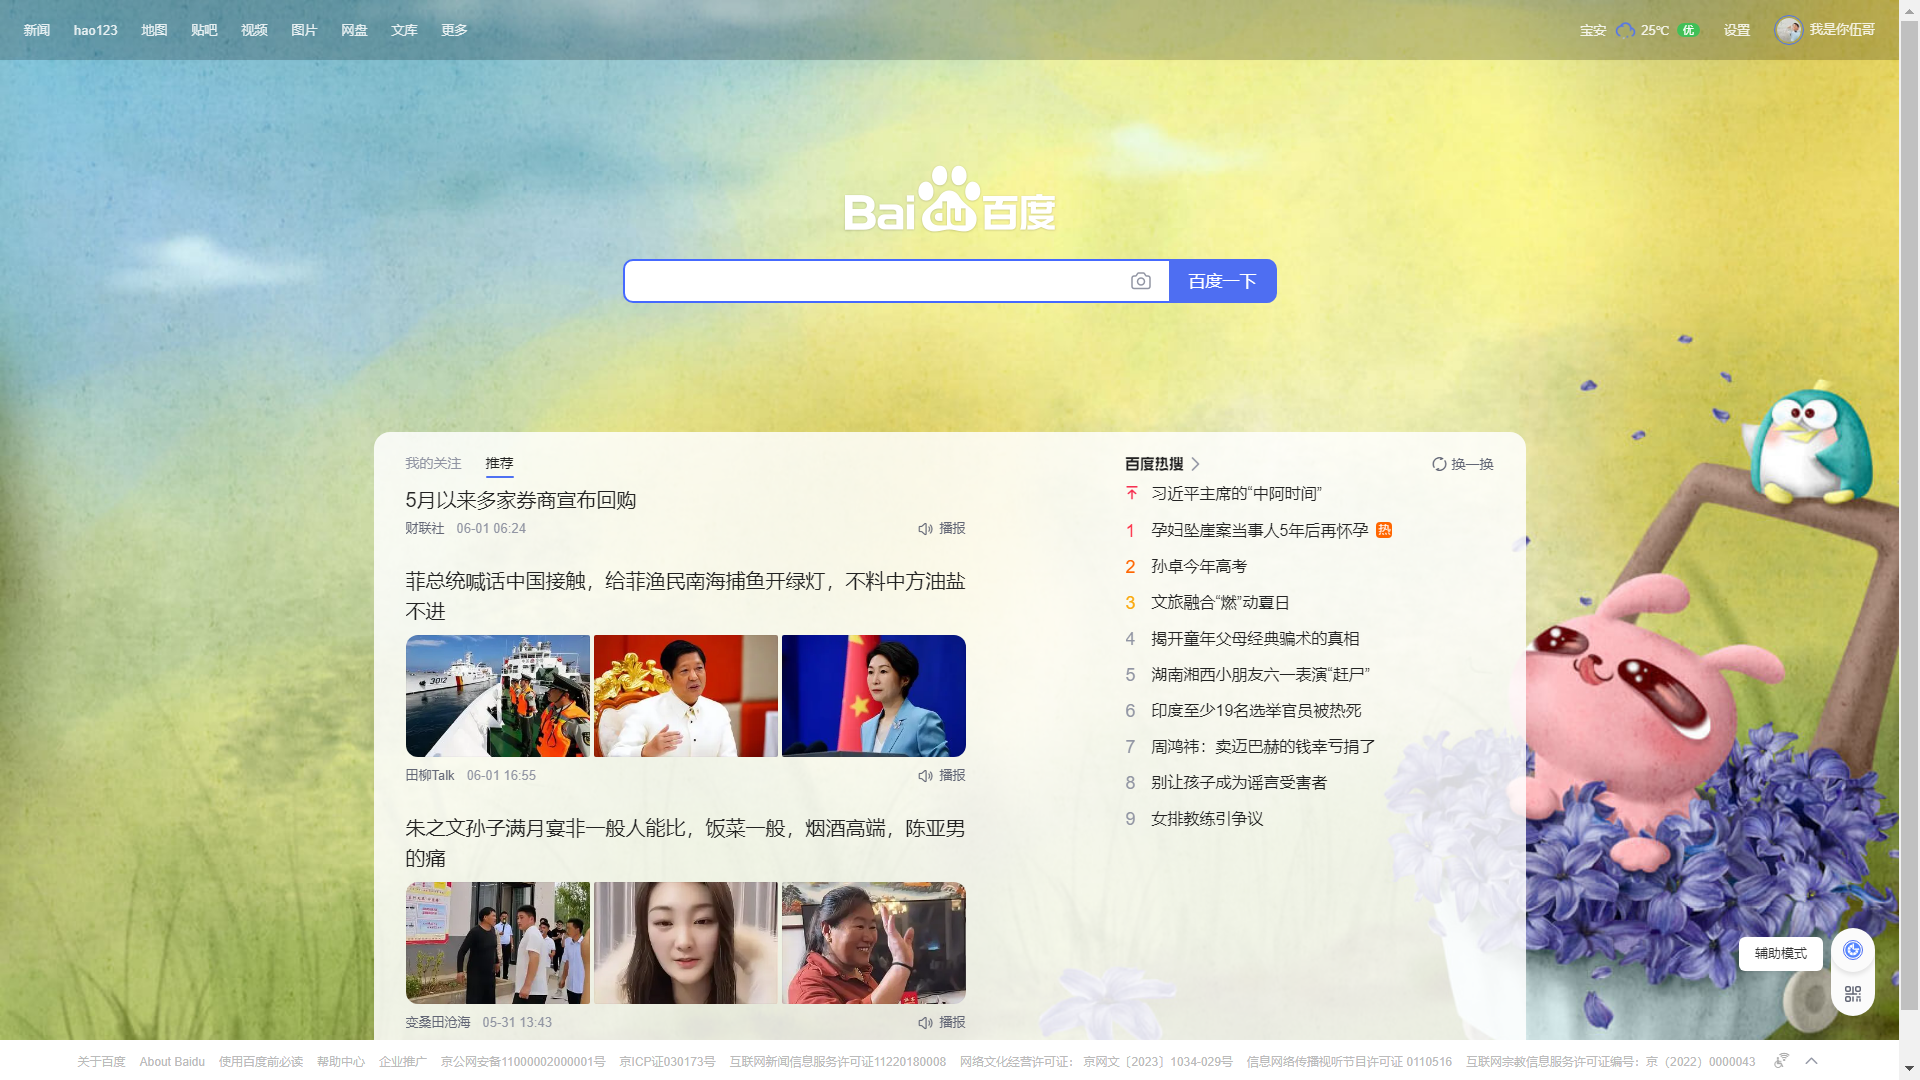 新闻 hao123 地图 贴吧 视频 图片 网盘 文库 更多
宝安 25℃ 优 设置 我是你伍哥
Bai du 百度
百度一下
我的关注 推荐
5月以来多家券商宣布回购
财联社 06-01 06:24 播报
菲总统喊话中国接触，给菲渔民南海捕鱼开绿灯，不料中方油盐
不进
3012
田柳Talk 06-01 16:55 播报
朱之文孙子满月宴非一般人能比，饭菜一般，烟酒高端，陈亚男
的痛
变桑田沧海 05-31 13:43 播报
百度热搜 换一换
习近平主席的“中阿时间”
1 孕妇坠崖案当事人5年后再怀孕 热
2 孙卓今年高考
3 文旅融合“燃”动夏日
4 揭开童年父母经典骗术的真相
5 湖南湘西小朋友六一表演“赶尸”
6 印度至少19名选举官员被热死
7 周鸿祎：卖迈巴赫的钱幸亏捐了
8 别让孩子成为谣言受害者
9 女排教练引争议
辅助模式
关于百度 About Baidu 使用百度前必读 帮助中心 企业推广 京公网安备11000002000001号 京ICP证030173号 互联网新闻信息服务许可证11220180008 网络文化经营许可证： 京网文〔2023〕1034-029号 信息网络传播视听节目许可证 0110516 互联网宗教信息服务许可证编号：京（2022）0000043